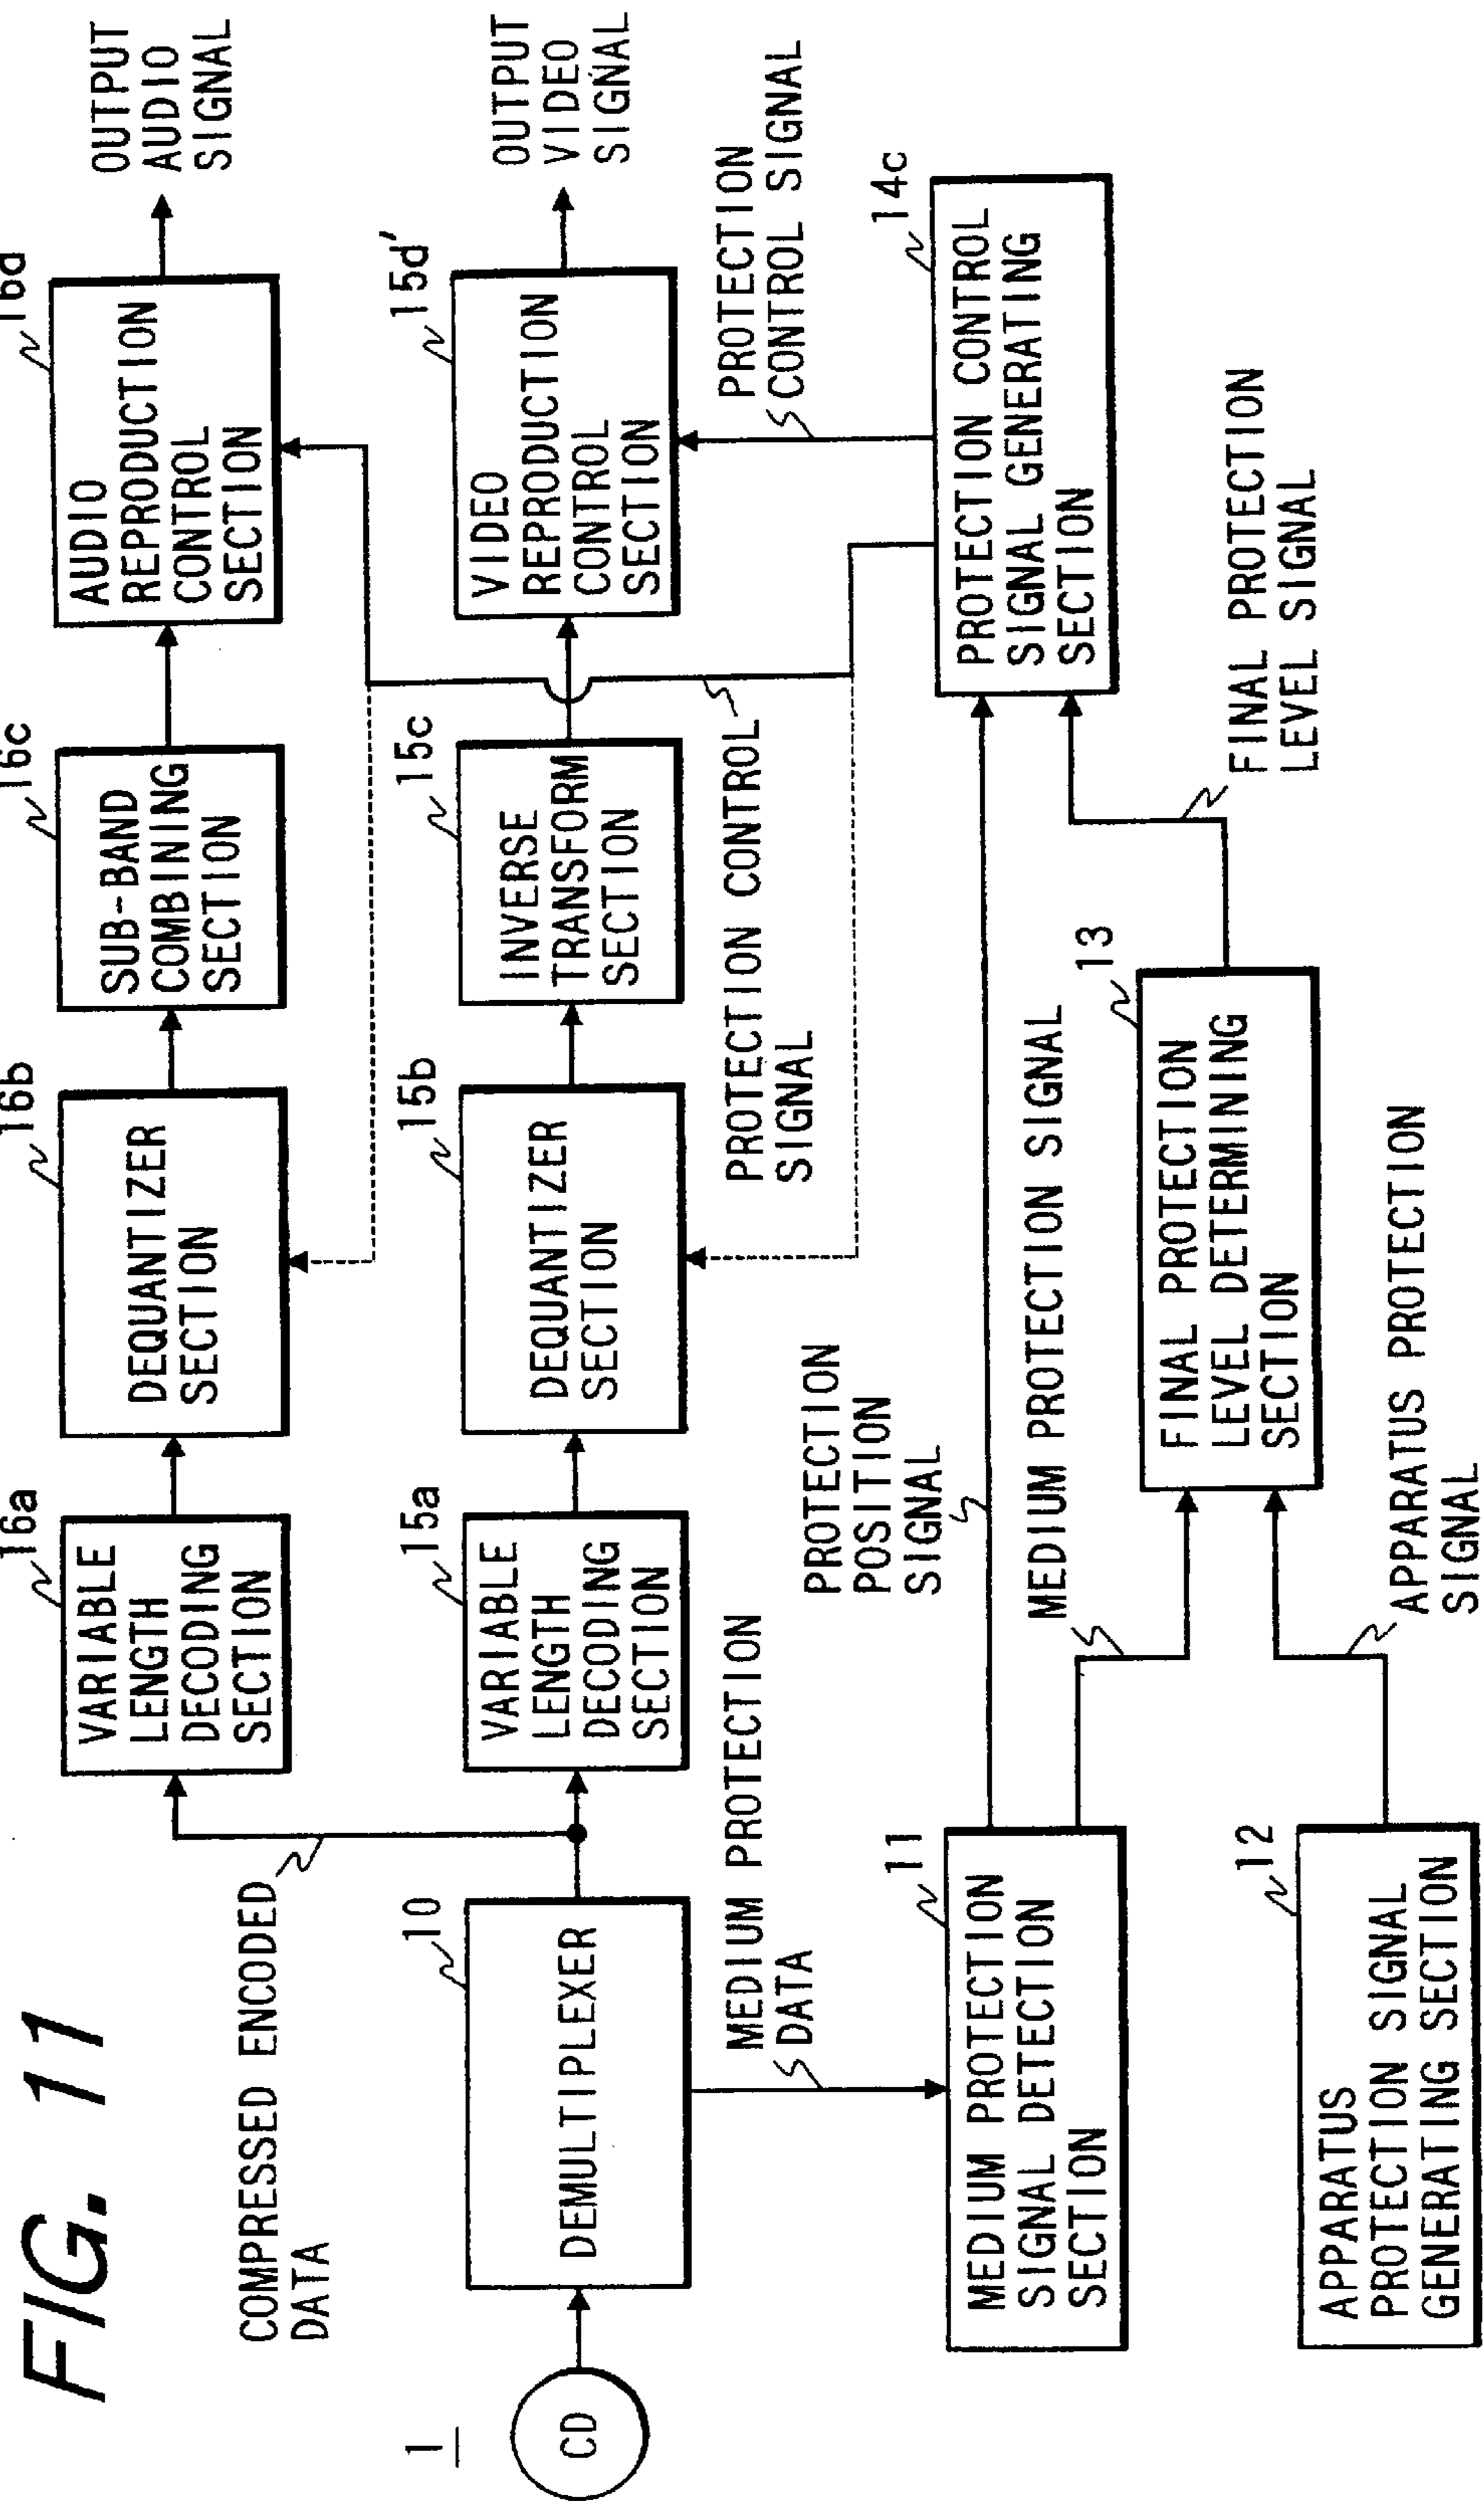 FIG. 11
COMPRESSED ENCODED
DATA
16a
VARIABLE
LENGTH
DECODING
SECTION
16b
DEQUANTIZER
SECTION
16c
SUB-BAND
COMBINING
SECTION
16d
AUDIO
REPRODUCTION
CONTROL
SECTION
OUTPUT
AUDIO
SIGNAL
1
CD
10
DEMULTIPLEXER
15a
VARIABLE
LENGTH
DECODING
SECTION
15b
DEQUANTIZER
SECTION
15c
INVERSE
TRANSFORM
SECTION
15d'
VIDEO
REPRODUCTION
CONTROL
SECTION
OUTPUT
VIDEO
SIGNAL
MEDIUM PROTECTION
DATA
PROTECTION
POSITION
SIGNAL
PROTECTION CONTROL
SIGNAL
PROTECTION
CONTROL SIGNAL
11
MEDIUM PROTECTION
SIGNAL DETECTION
SECTION
MEDIUM PROTECTION SIGNAL
14c
PROTECTION CONTROL
SIGNAL GENERATING
SECTION
13
FINAL PROTECTION
LEVEL DETERMINING
SECTION
FINAL PROTECTION
LEVEL SIGNAL
12
APPARATUS
PROTECTION SIGNAL
GENERATING SECTION
APPARATUS PROTECTION
SIGNAL